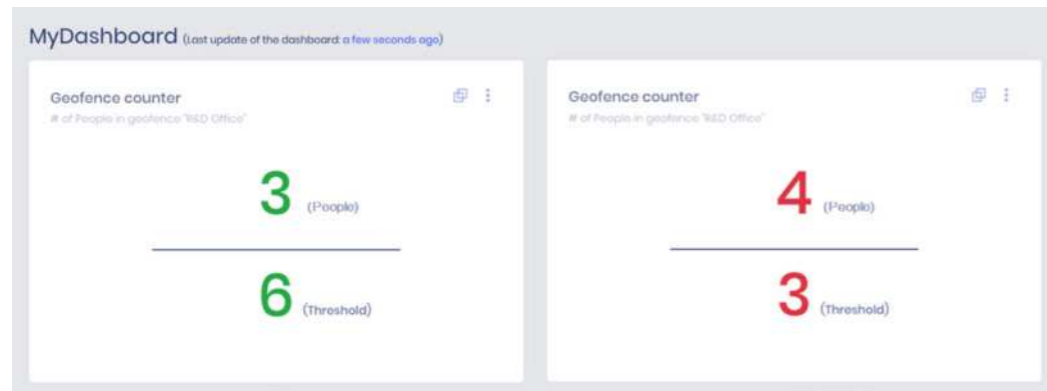 MyDashboard (Last update of the dashboard: a few seconds ago)
Geofence counter
# of People in geofence "R&D Office"
3 (People)
6 (Threshold)
Geofence counter
# of People in geofence "R&D Office"
4 (People)
3 (Threshold)